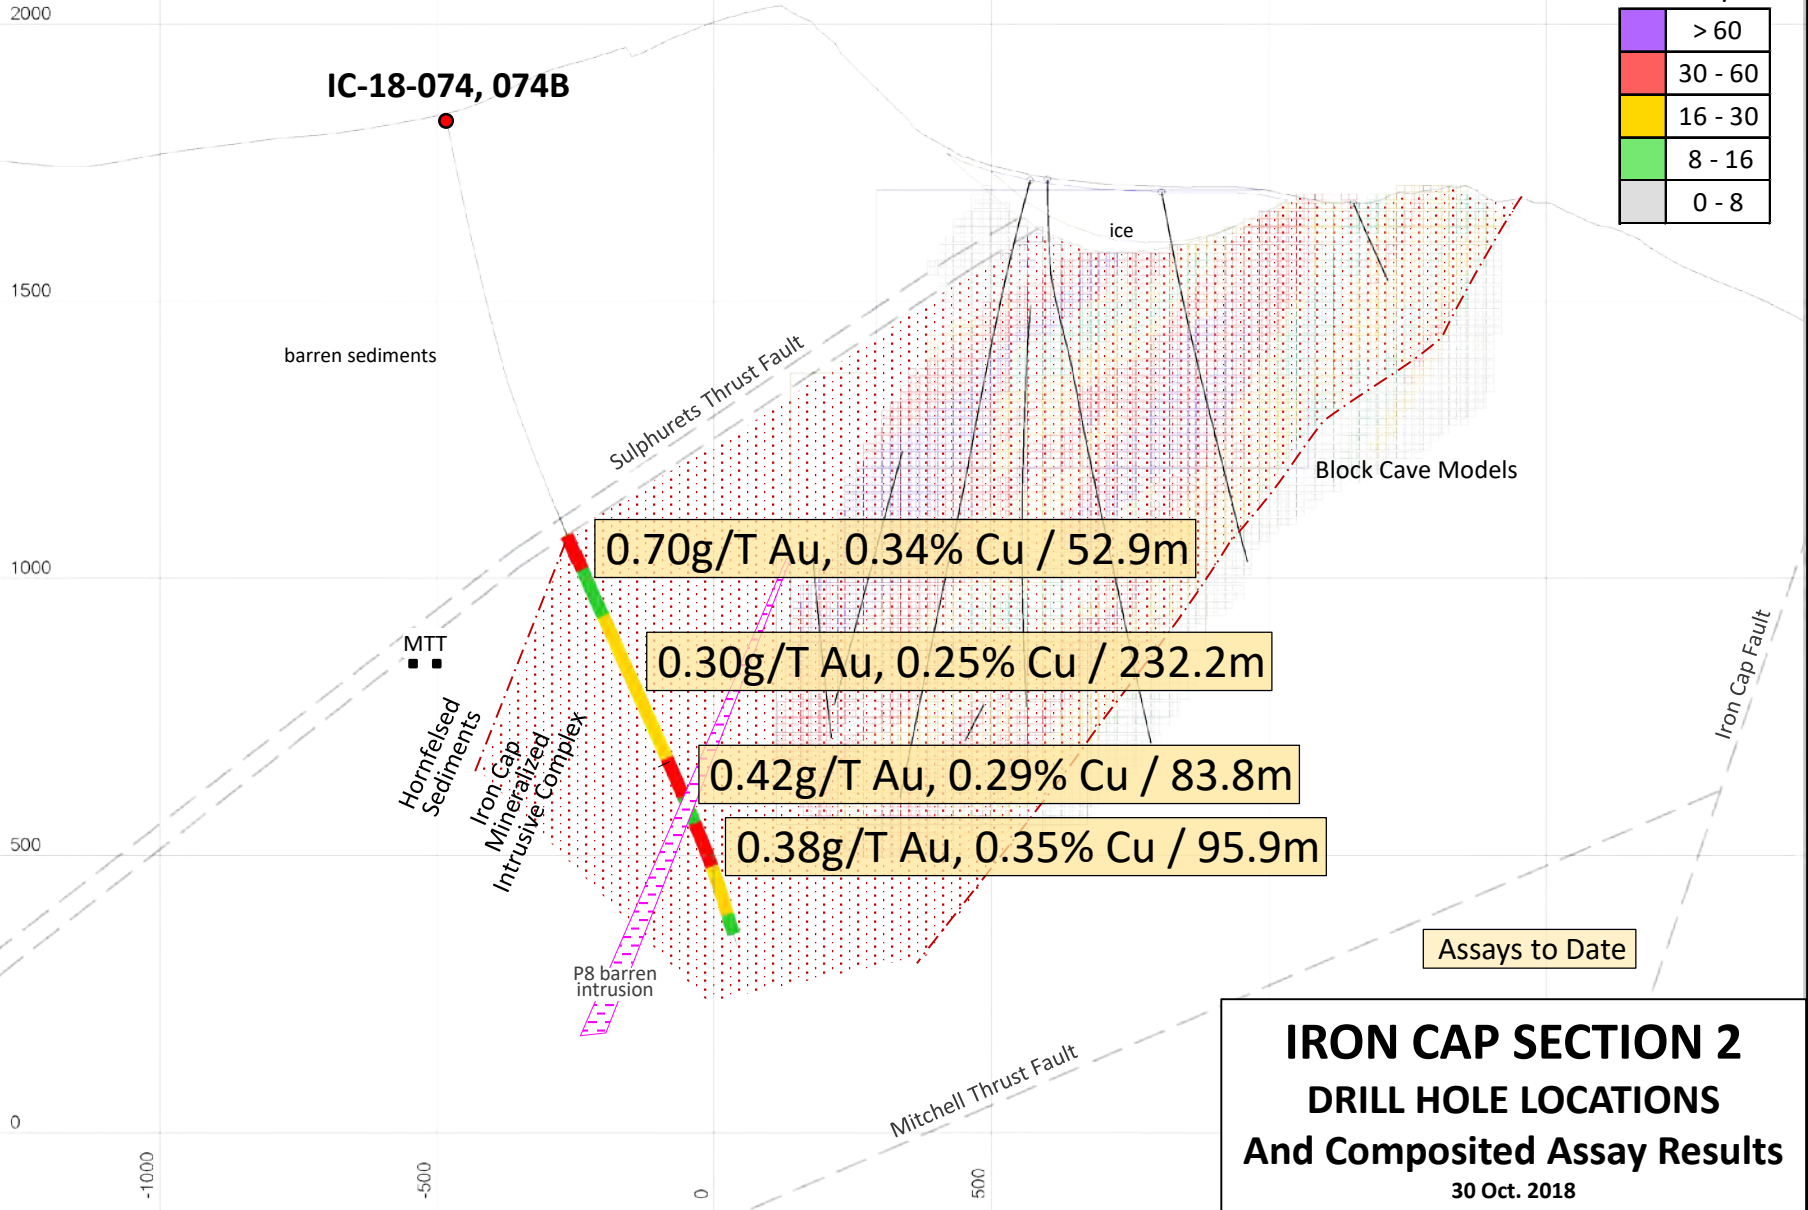 2000
> 60
30 - 60
16 - 30
8 - 16
0 - 8
IC-18-074, 074B
ice
1500
barren sediments
Sulphurets Thrust Fault
Block Cave Models
0.70g/T Au, 0.34% Cu / 52.9m
1000
MTT
0.30g/T Au, 0.25% Cu / 232.2m
Iron Cap Fault
Hornfelsed
Sediments
Iron Cap
Mineralized
Intrusive Complex
0.42g/T Au, 0.29% Cu / 83.8m
0.38g/T Au, 0.35% Cu / 95.9m
500
P8 barren
intrusion
Assays to Date
Mitchell Thrust Fault
0
-1000
-500
0
500
IRON CAP SECTION 2
DRILL HOLE LOCATIONS
And Composited Assay Results
30 Oct. 2018